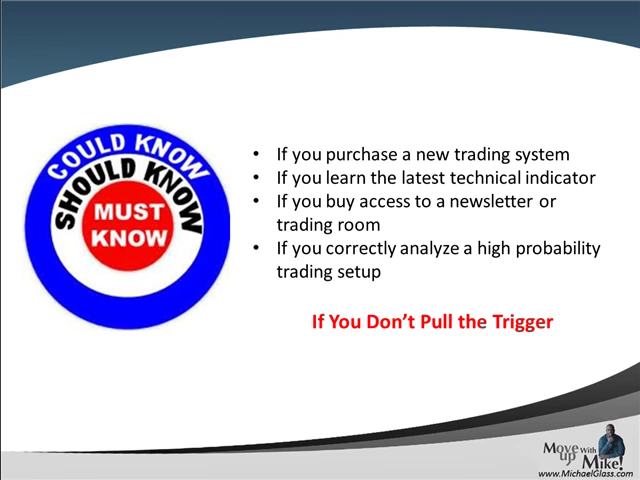 COULD KNOW
SHOULD KNOW
MUST
KNOW
• If you purchase a new trading system
• If you learn the latest technical indicator
• If you buy access to a newsletter or
trading room
• If you correctly analyze a high probability
trading setup
If You Don't Pull the Trigger
Move With
up Mike!
www.MichaelGlass.com